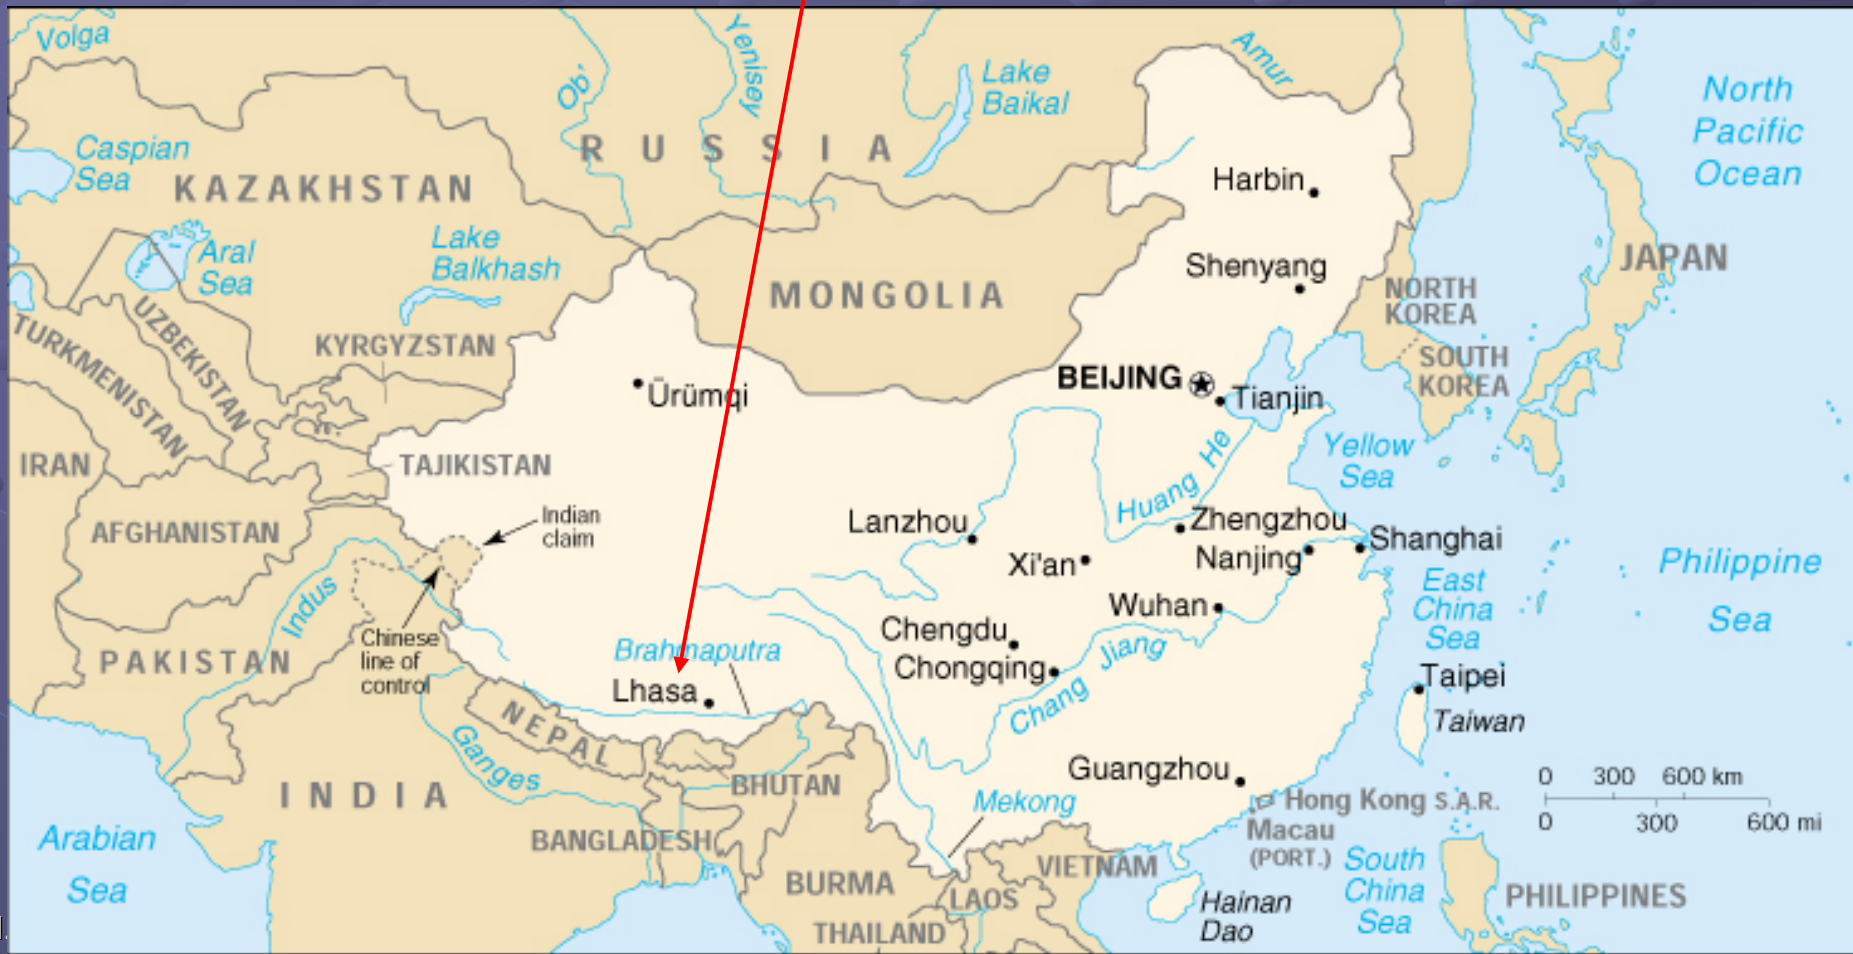 Volga
Ob'
Yenisey
Lake
Baikal
Amur
North
Pacific
Ocean
RUSSIA
Caspian
Sea
KAZAKHSTAN
Harbin
Aral
Sea
Lake
Balkhash
MONGOLIA
Shenyang
JAPAN
NORTH
KOREA
UZBEKISTAN
TURKMENISTAN
KYRGYZSTAN
SOUTH
KOREA
BEIJING
Tianjin
Ürümqi
Yellow
Sea
IRAN
TAJIKISTAN
Huang He
AFGHANISTAN
Indian
claim
Lanzhou
Zhengzhou
Xi'an
Nanjing
Shanghai
Philippine
Sea
East
China
Sea
Indus
Wuhan
Chinese
line of
control
PAKISTAN
Brahmaputra
Chengdu
Chongqing
Chang Jiang
Lhasa
Taipei
Taiwan
NEPAL
Ganges
INDIA
BHUTAN
Guangzhou
0 300 600 km
0 300 600 mi
Hong Kong S.A.R.
Macau
(PORT.)
Mekong
BANGLADESH
Arabian
Sea
BURMA
VIETNAM
LAOS
THAILAND
South
China
Sea
Hainan
Dao
PHILIPPINES